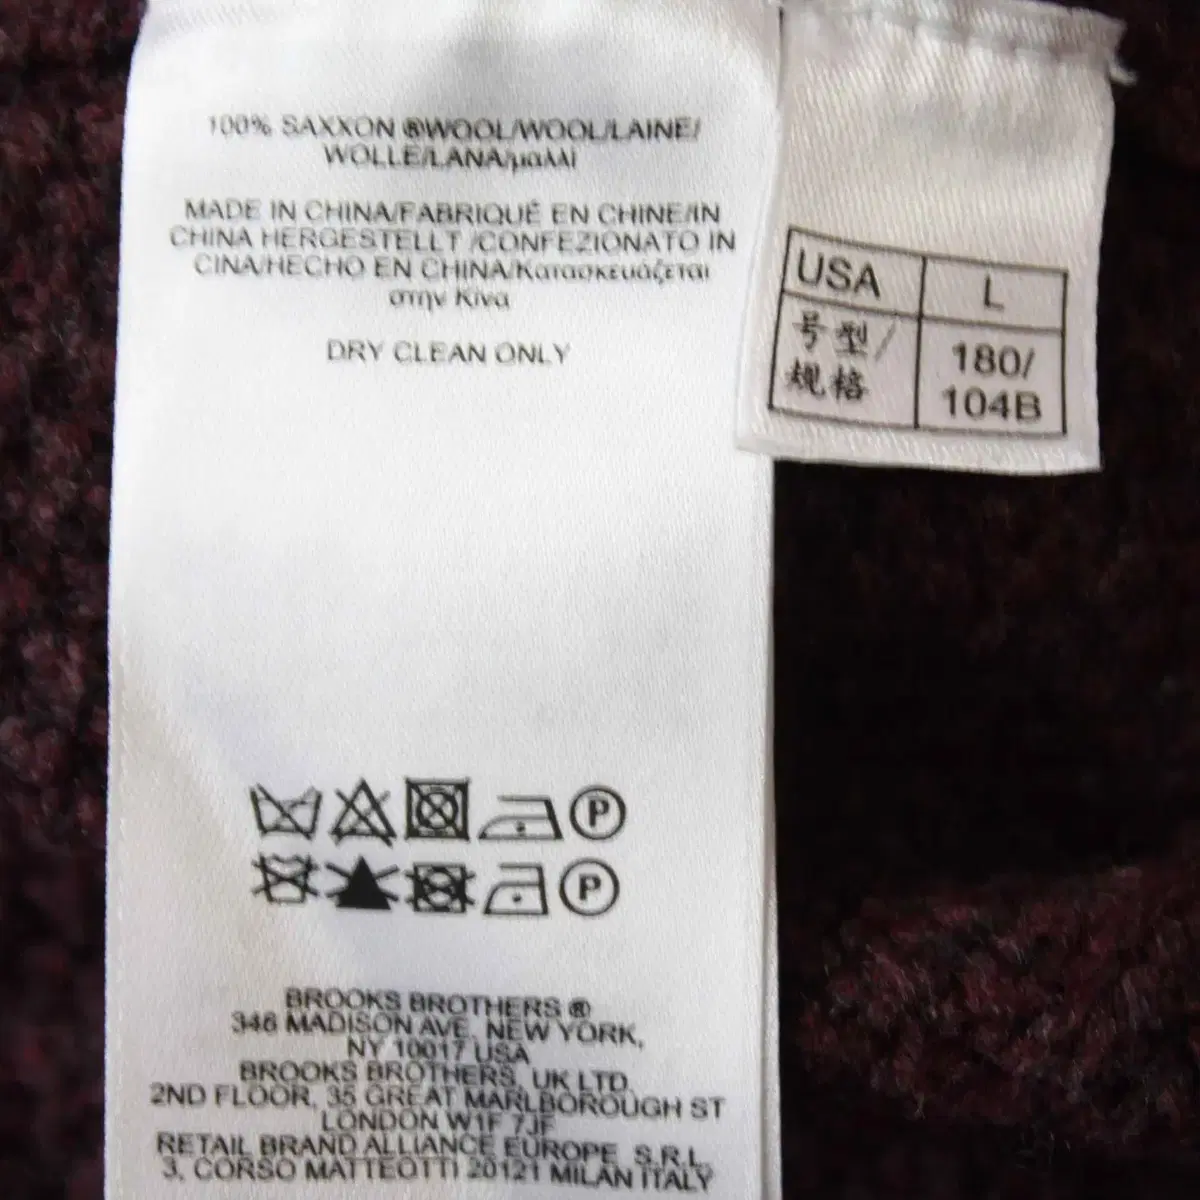 100% SAXXON ®WOOL/WOOL/LAINE/
WOLLE/LANA/μαλλί
MADE IN CHINA/FABRIQUÉ EN CHINE/IN
CHINA HERGESTELLT /CONFEZIONATO IN
CINA/HECHO EN CHINA/Κατασκευάζεται
στην Κίνα
DRY CLEAN ONLY
USA L
号型/ 180/
规格 104B
P
P
BROOKS BROTHERS ®
346 MADISON AVE, NEW YORK,
NY 10017 USA
BROOKS BROTHERS, UK LTD.
2ND FLOOR, 35 GREAT MARLBOROUGH ST
LONDON W1F 7JF
RETAIL BRAND ALLIANCE EUROPE, S.R.L.
3, CORSO MATTEOTTI 20121 MILAN ITALY